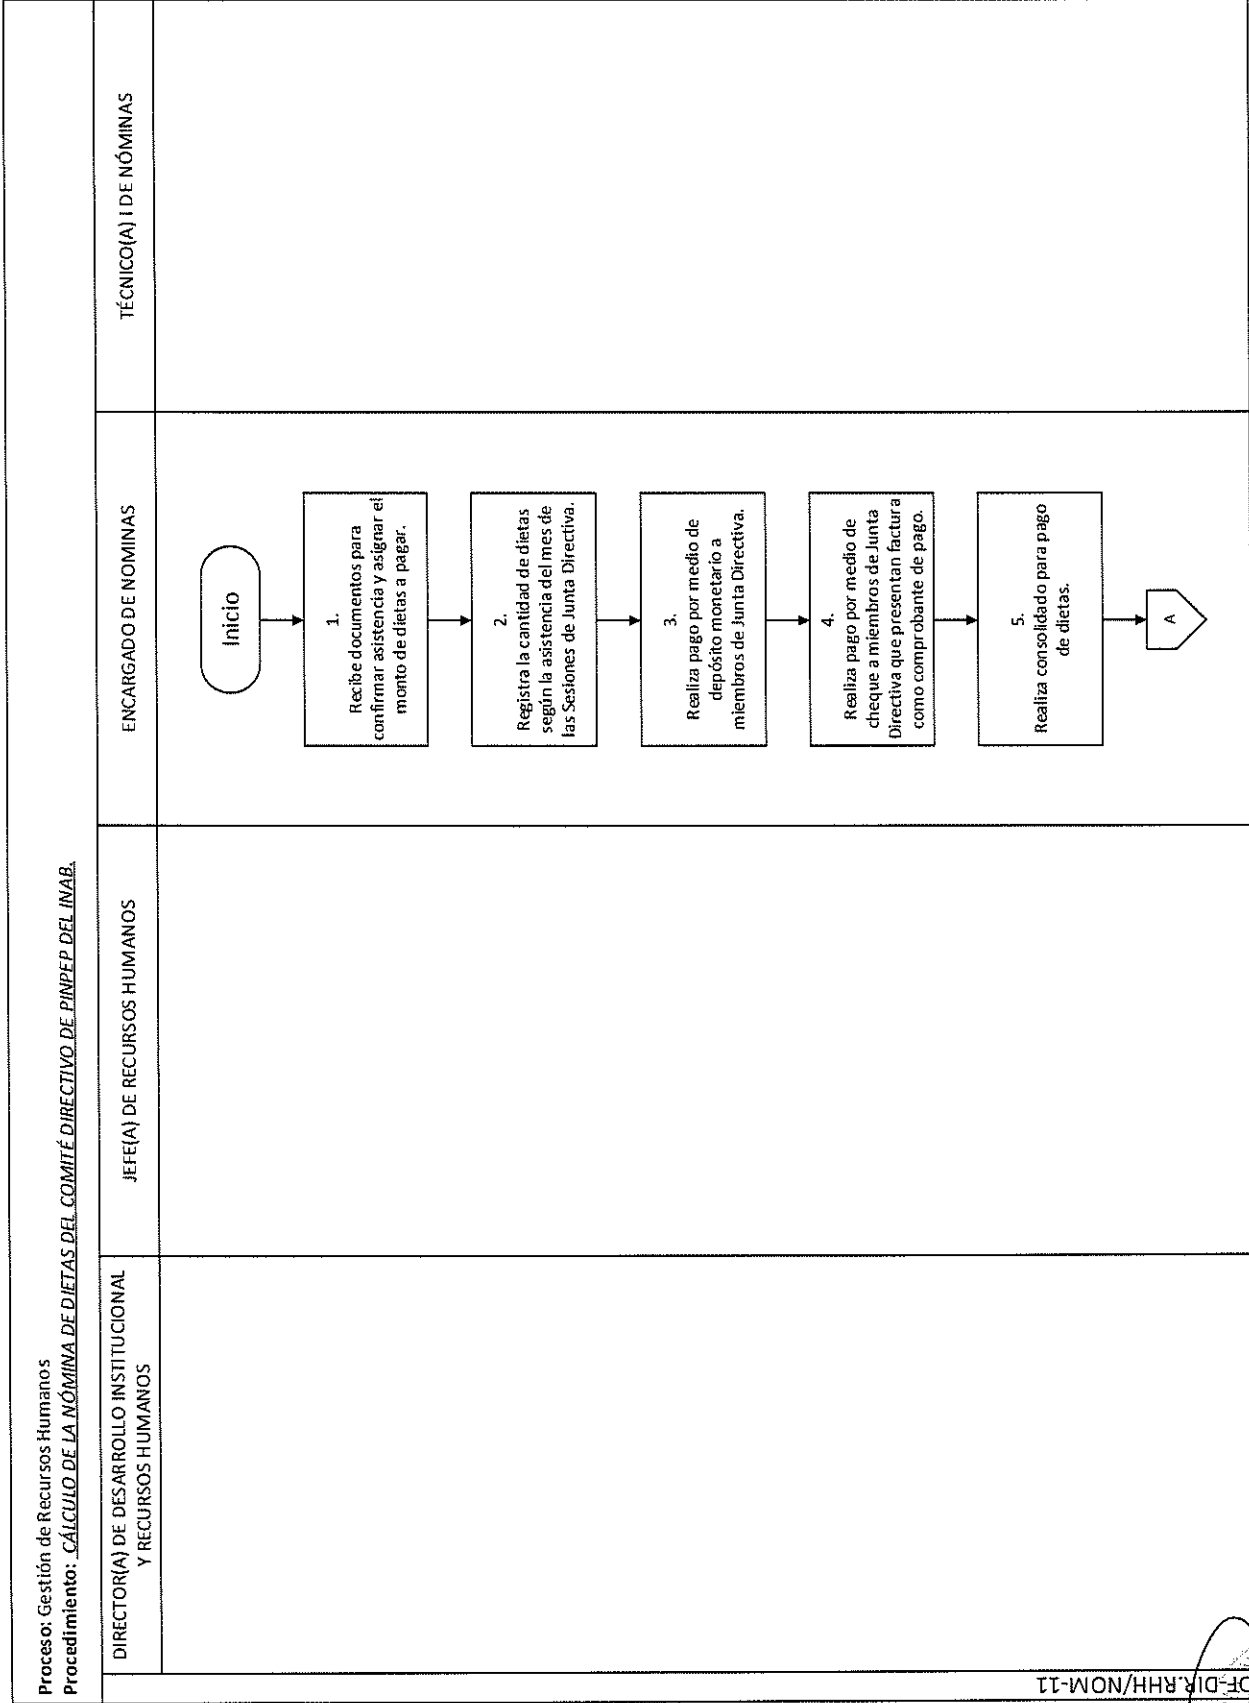 Proceso: Gestión de Recursos Humanos
Procedimiento: CÁLCULO DE LA NÓMINA DE DIETAS DEL COMITÉ DIRECTIVO DE PINPEP DEL INAB.
DIRECTOR(A) DE DESARROLLO INSTITUCIONAL
Y RECURSOS HUMANOS
JEFE(A) DE RECURSOS HUMANOS
ENCARGADO DE NOMINAS
TÉCNICO(A) I DE NÓMINAS
Inicio
1.
Recibe documentos para
confirmar asistencia y asignar el
monto de dietas a pagar.
2.
Registra la cantidad de dietas
según la asistencia del mes de
las Sesiones de Junta Directiva.
3.
Realiza pago por medio de
depósito monetario a
miembros de Junta Directiva.
4.
Realiza pago por medio de
cheque a miembros de Junta
Directiva que presentan factura
como comprobante de pago.
5.
Realiza consolidado para pago
de dietas.
A
DF-DIR.RHH/NOM-11